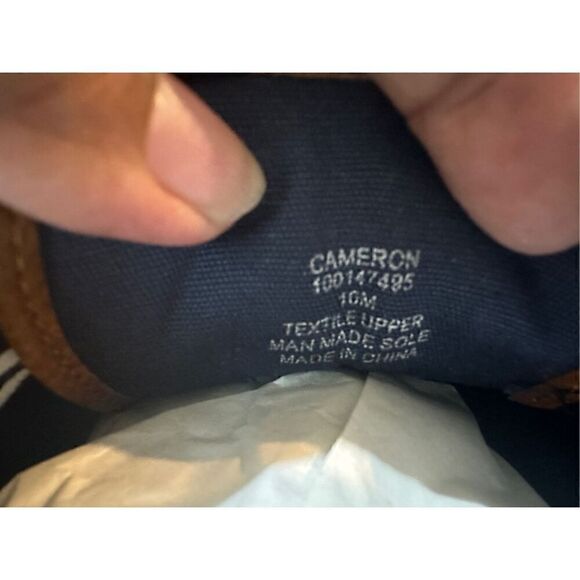 CAMERON
100147495
10M
TEXTILE UPPER
MAN MADE SOLE
MADE IN CHINA